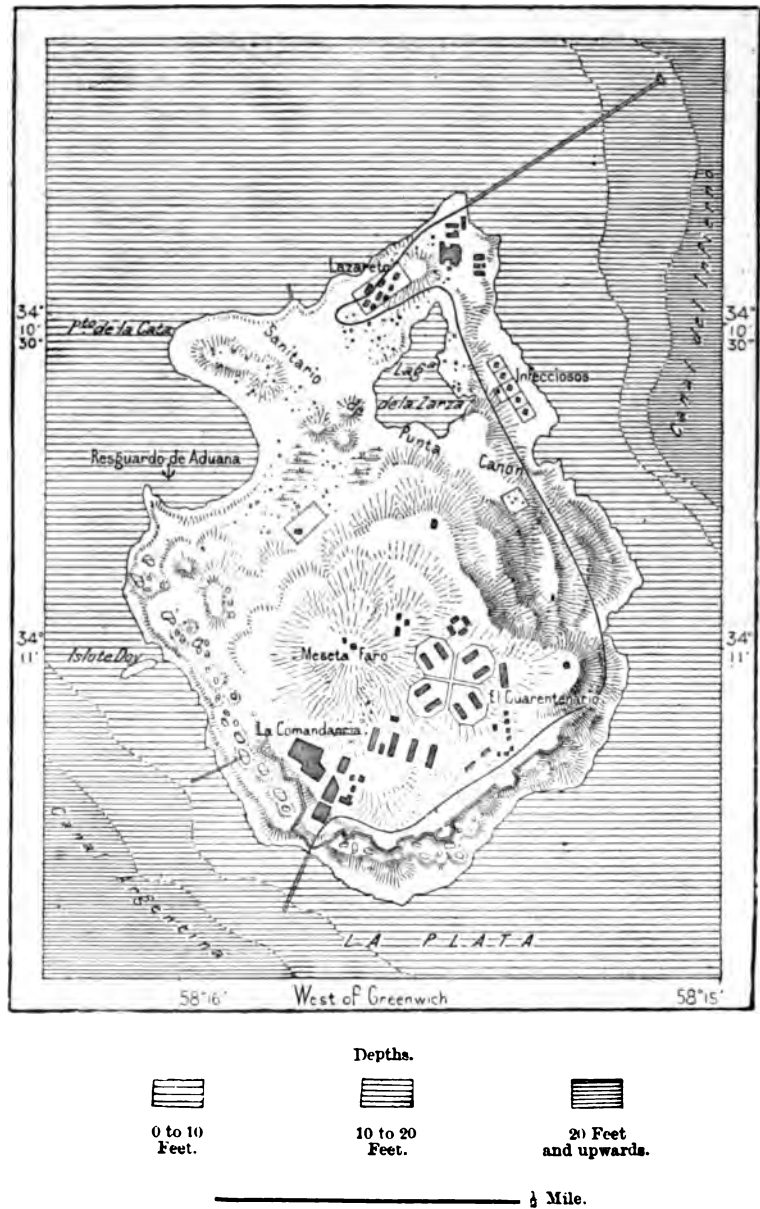 Canal del Infierno
Lazareto
34°
10'
30"
34°
10'
30"
Pto de la Cata
Sanitario
Laga
de la Zarza
Infecciosos
Punta
Cañon
Resguardo de Aduana
34°
11'
34°
11'
Islote Doy
Meseta Faro
El Cuarentenario
La Comandancia
Canal Argentina
LA PLATA
58°16'
West of Greenwich
58°15'
Depths.
0 to 10
Feet.
10 to 20
Feet.
20 Feet
and upwards.
½ Mile.